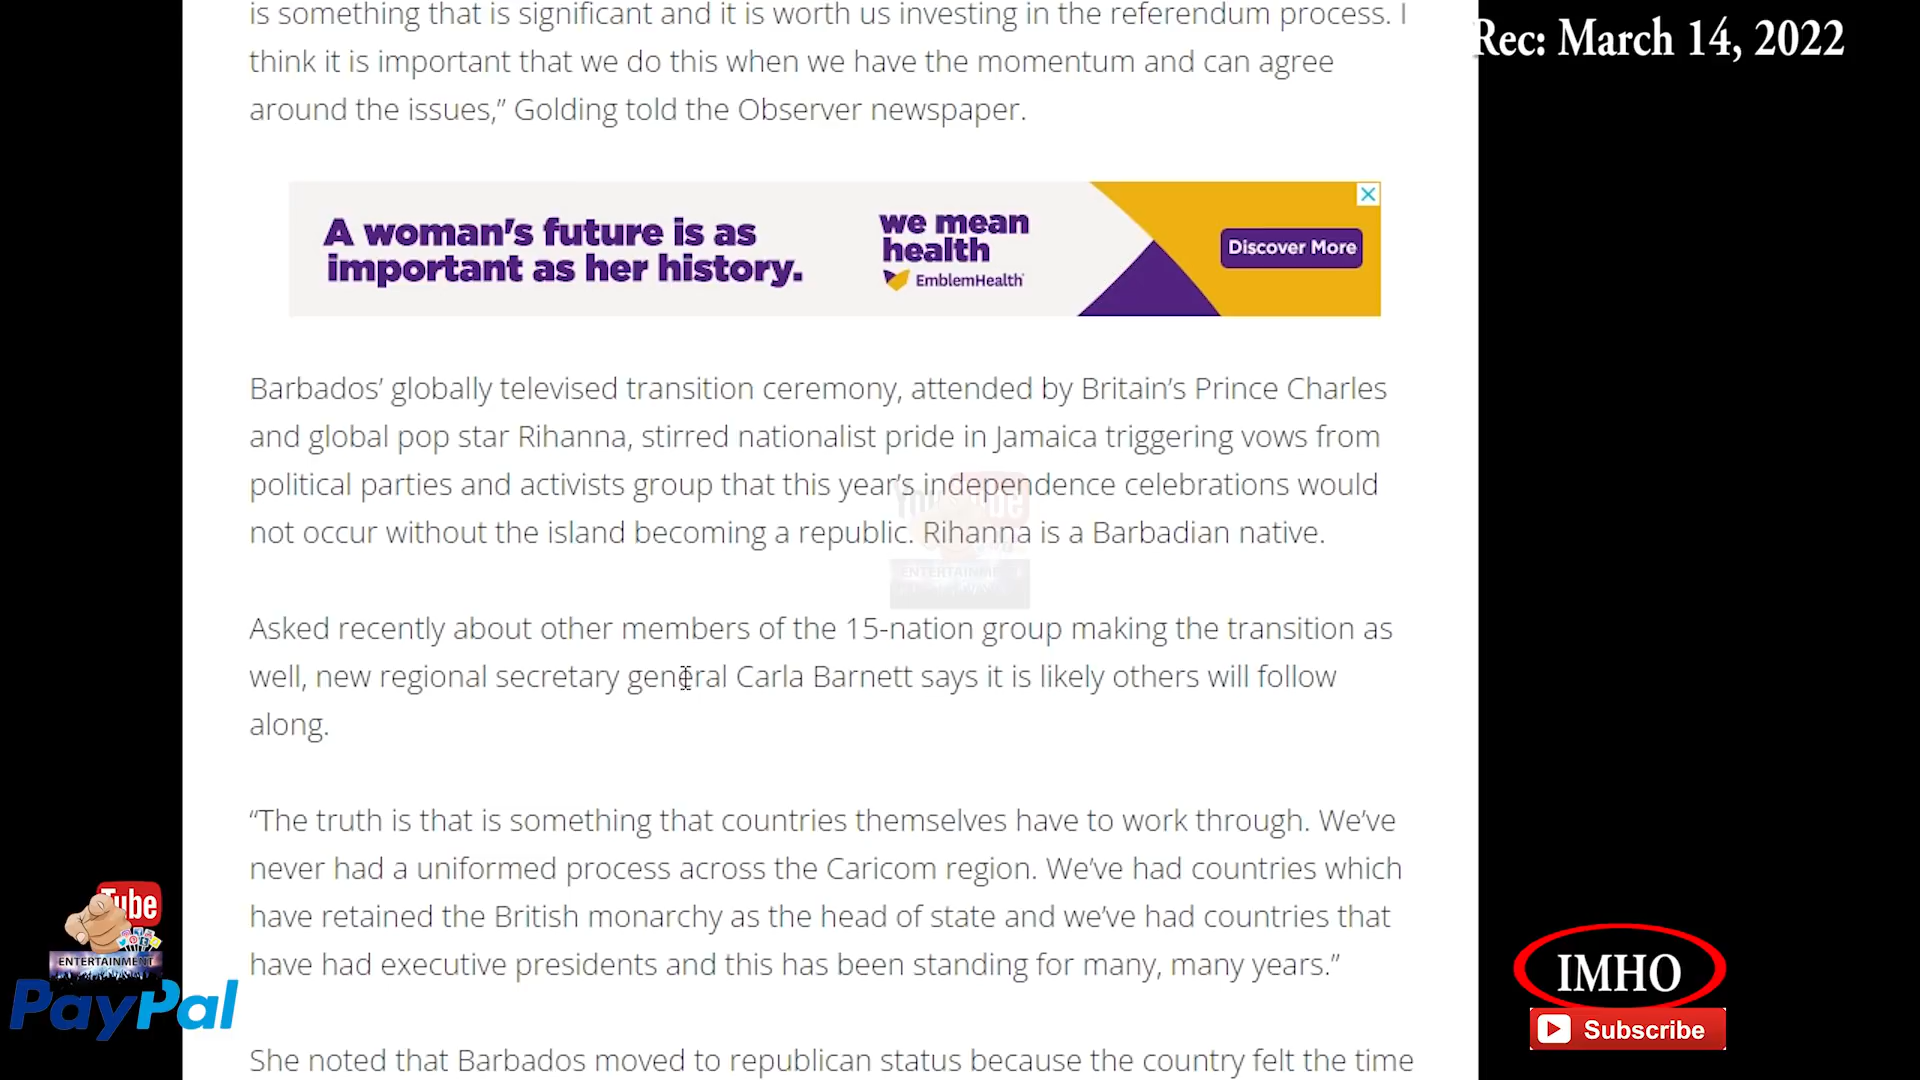 is something that is significant and it is worth us investing in the referendum process. I
Rec: March 14, 2022
think it is important that we do this when we have the momentum and can agree
around the issues,” Golding told the Observer newspaper.
A woman's future is as
important as her history.
we mean
health
EmblemHealth
Discover More
Barbados’ globally televised transition ceremony, attended by Britain’s Prince Charles
and global pop star Rihanna, stirred nationalist pride in Jamaica triggering vows from
political parties and activists group that this year’s independence celebrations would
not occur without the island becoming a republic. Rihanna is a Barbadian native.
ENTERTAINME
Asked recently about other members of the 15-nation group making the transition as
well, new regional secretary general Carla Barnett says it is likely others will follow
along.
“The truth is that is something that countries themselves have to work through. We’ve
never had a uniformed process across the Caricom region. We’ve had countries which
have retained the British monarchy as the head of state and we’ve had countries that
have had executive presidents and this has been standing for many, many years.”
She noted that Barbados moved to republican status because the country felt the time
Tube
ENTERTAINMENT
PayPal
IMHO
Subscribe